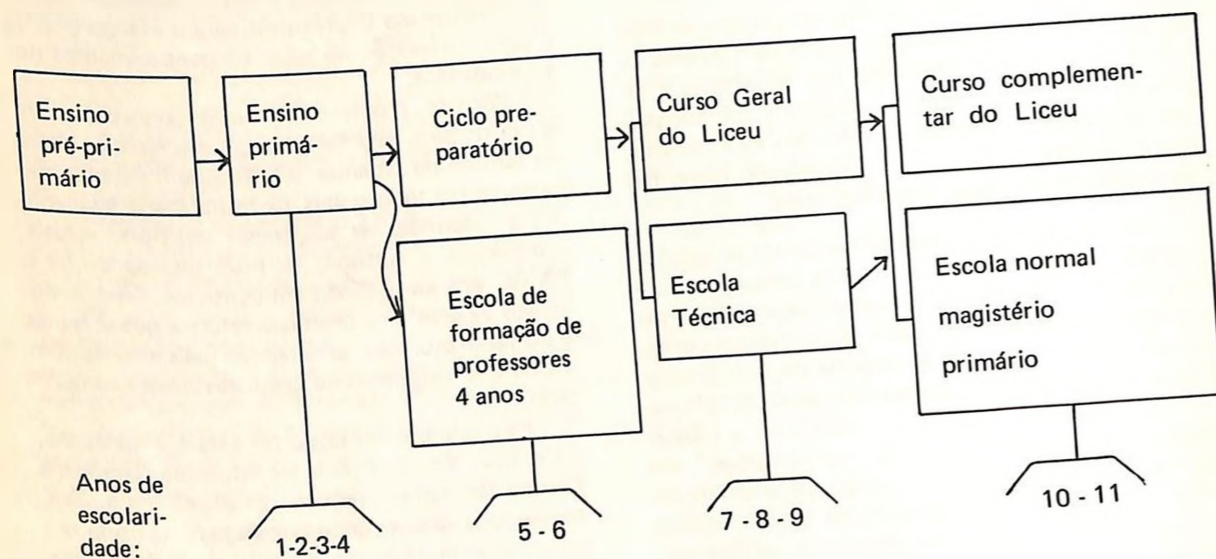 Ensino
pré-pri-
mário
Ensino
primá-
rio
Ciclo pre-
paratório
Escola de
formação de
professores
4 anos
Curso Geral
do Liceu
Escola
Técnica
Curso complemen-
tar do Liceu
Escola normal
magistério
primário
Anos de
escolari-
dade:
1-2-3-4
5 - 6
7 - 8 - 9
10 - 11